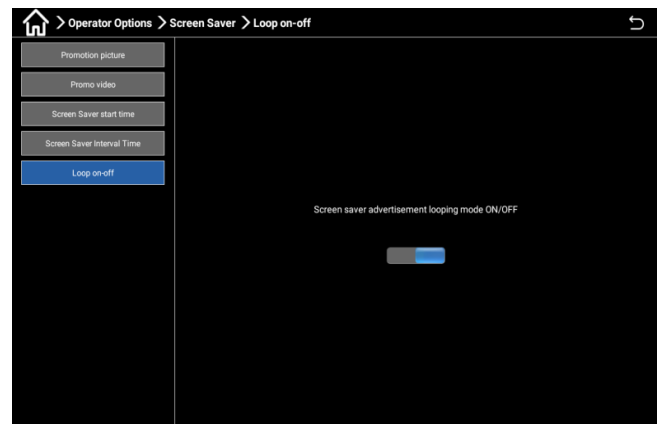 Operator Options > Screen Saver > Loop on-off
Promotion picture
Promo video
Screen Saver start time
Screen Saver Interval Time
Loop on-off
Screen saver advertisement looping mode ON/OFF